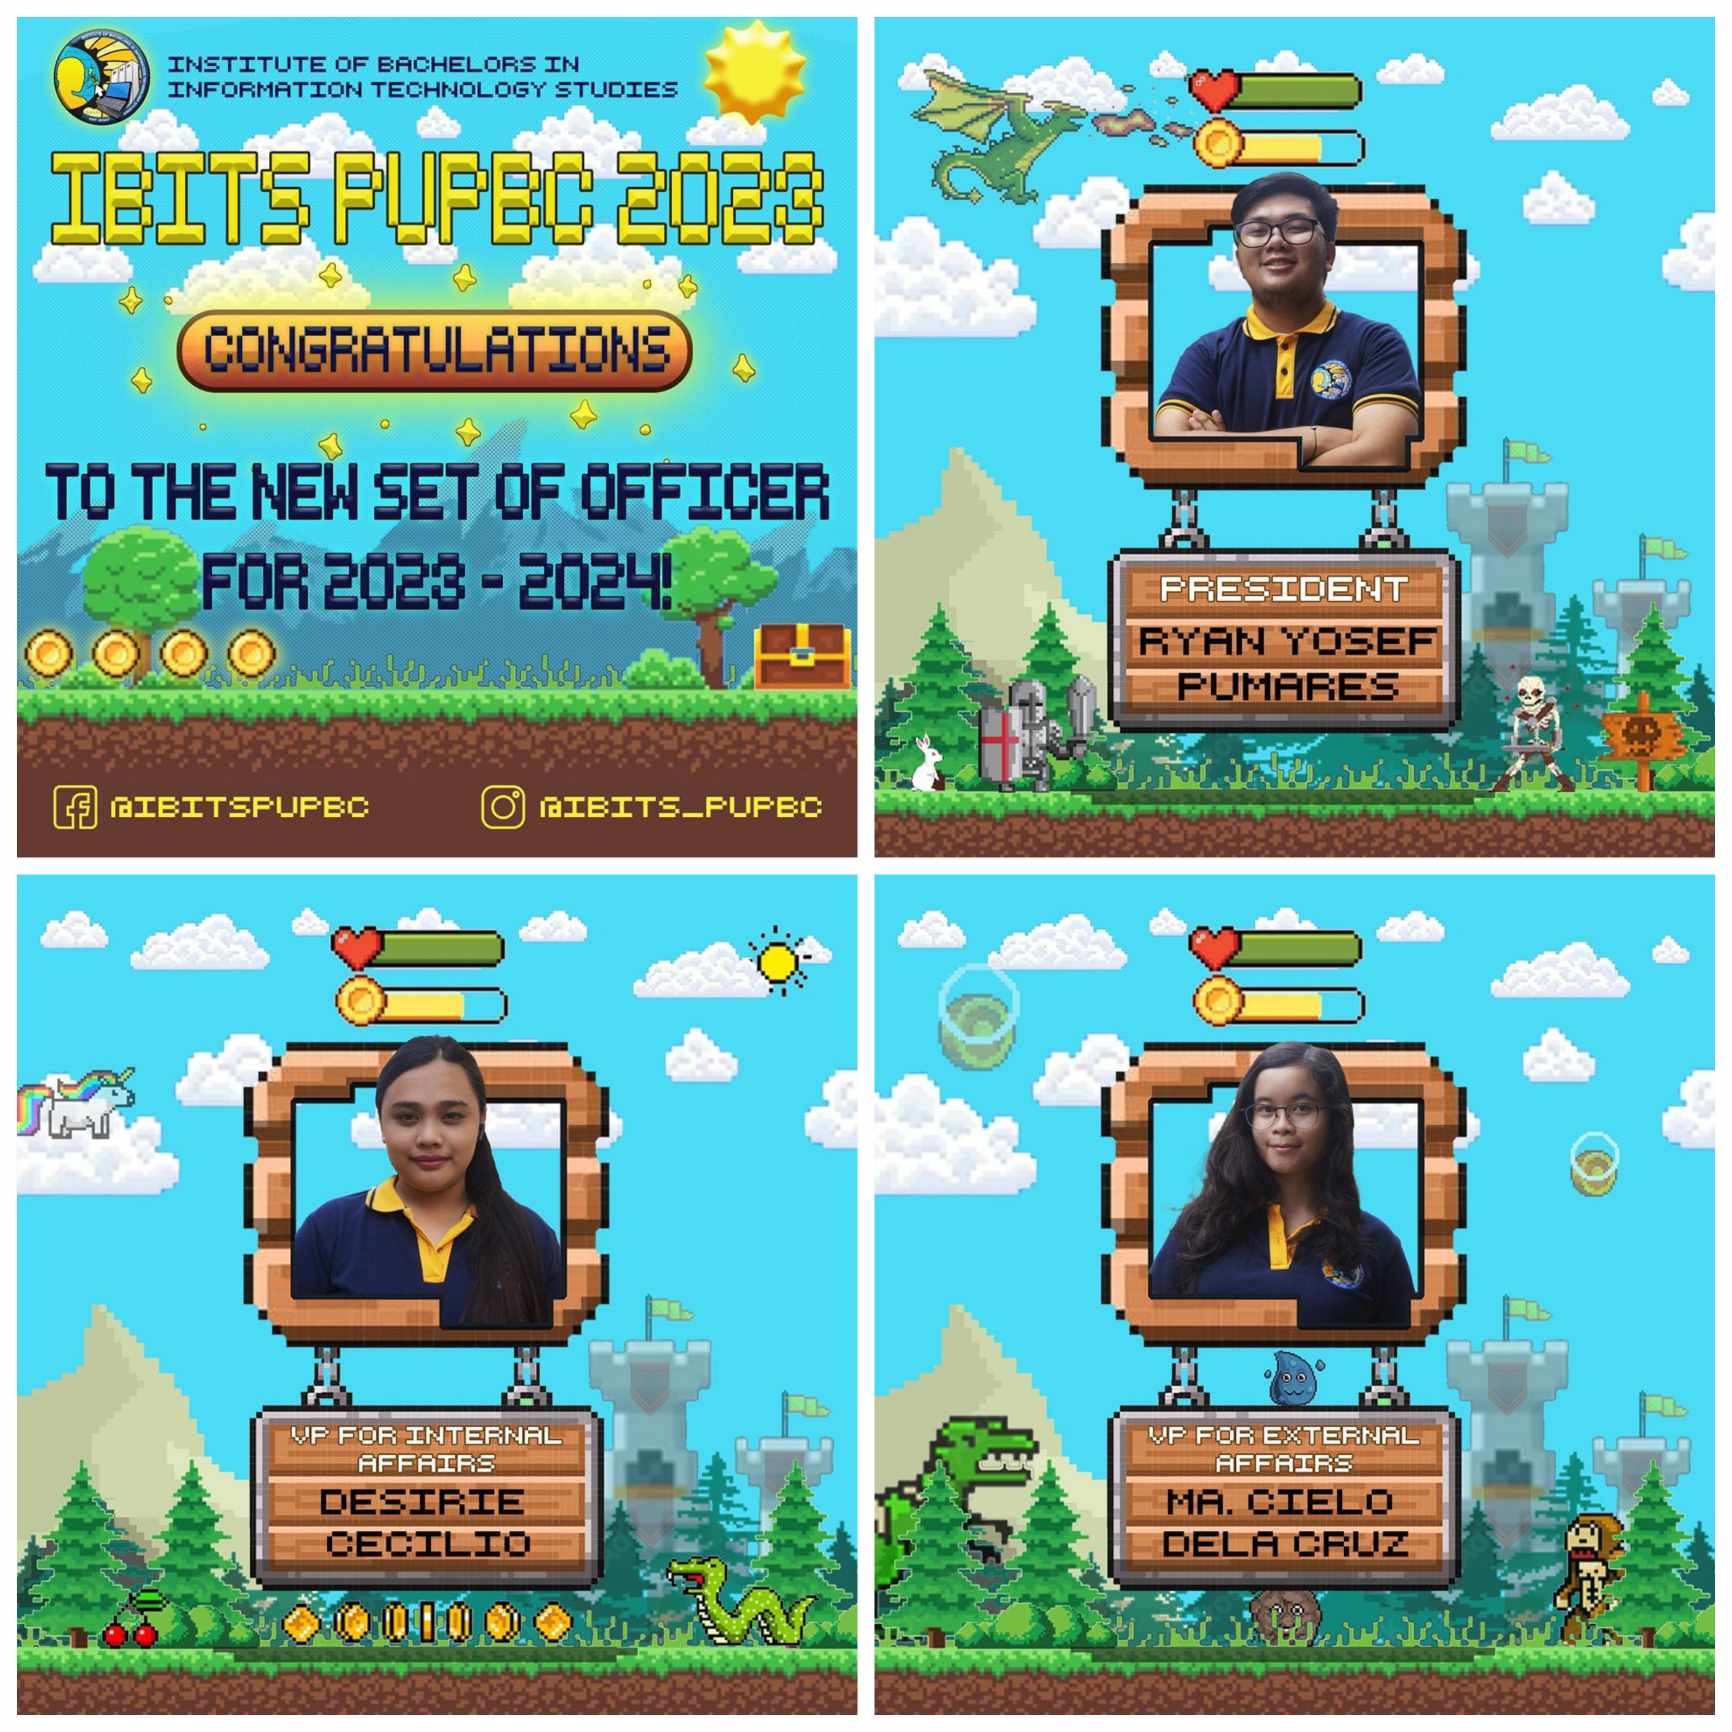 INSTITUTE OF BACHELORS IN
INFORMATION TECHNOLOGY STUDIES
IBITS PUPBC 2023
CONGRATULATIONS
TO THE NEW SET OF OFFICER
FOR 2023 - 2024!
@IBITSPUPBC
@IBITS_PUPBC
PRESIDENT
RYAN YOSEF
PUMARES
VP FOR INTERNAL
AFFAIRS
DESIRIE
CECILIO
VP FOR EXTERNAL
AFFAIRS
MA. CIELO
DELA CRUZ